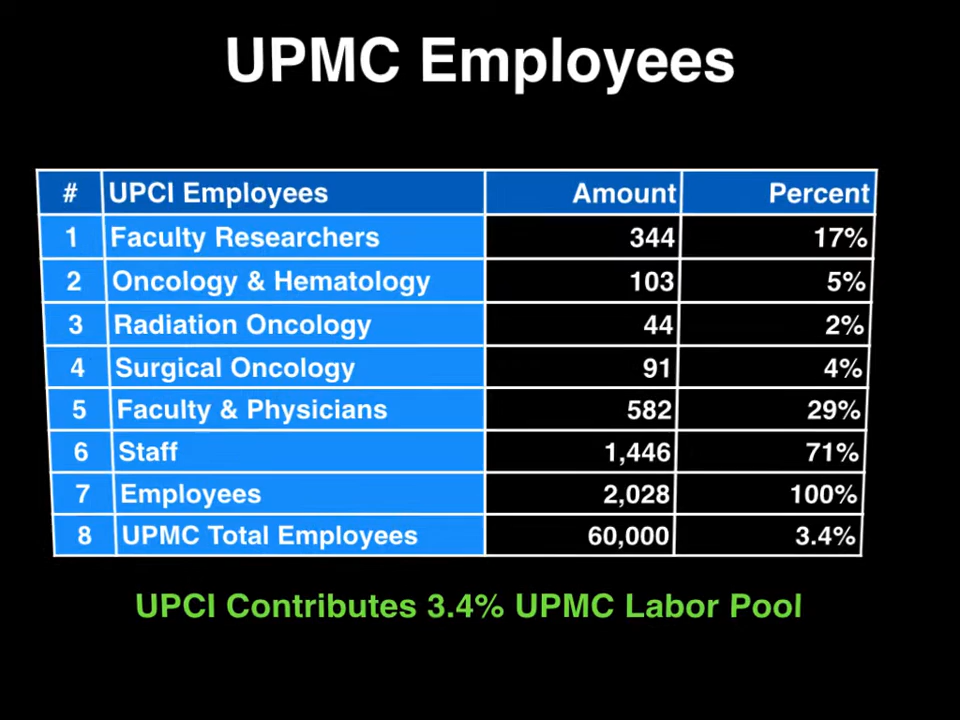 UPMC Employees
# UPCI Employees Amount Percent
1 Faculty Researchers 344 17%
2 Oncology & Hematology 103 5%
3 Radiation Oncology 44 2%
4 Surgical Oncology 91 4%
5 Faculty & Physicians 582 29%
6 Staff 1,446 71%
7 Employees 2,028 100%
8 UPMC Total Employees 60,000 3.4%
UPCI Contributes 3.4% UPMC Labor Pool